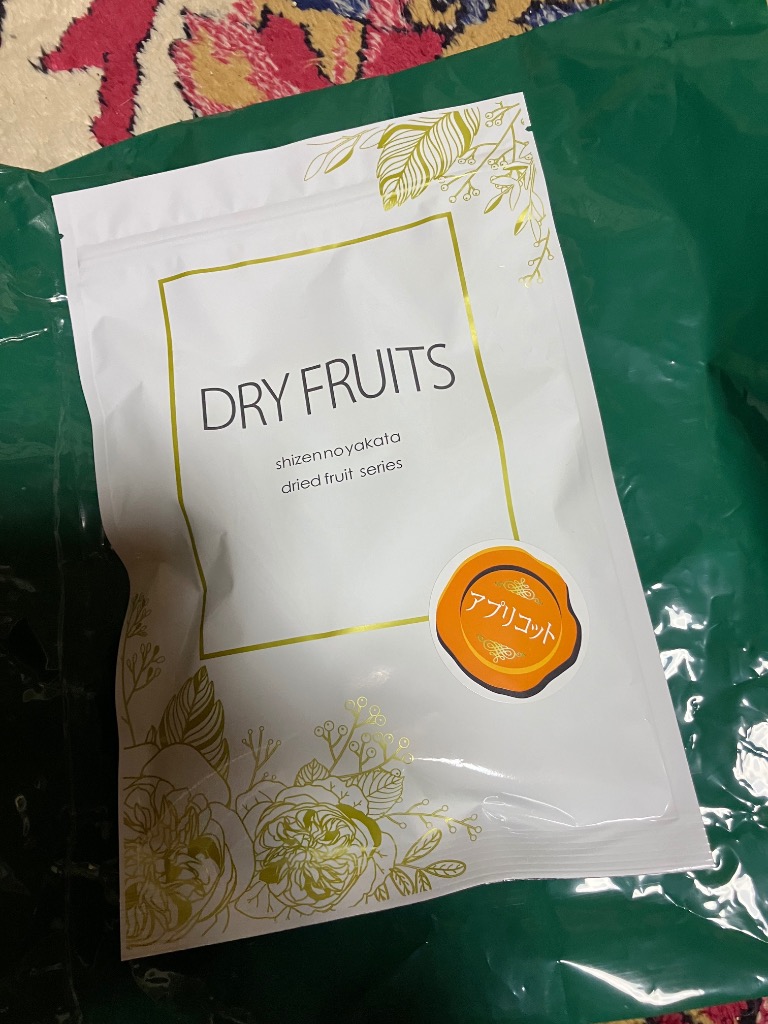 DRY FRUITS
shizennoyakata
dried fruit series
アプリコット